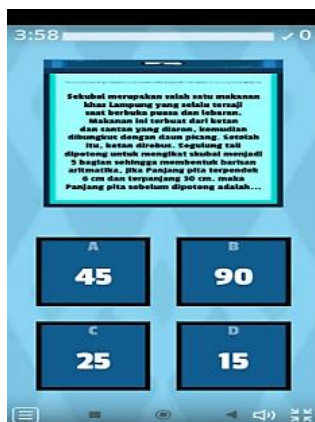 3:58
✓ 0
Sekubal merupakan salah satu makanan
khas Lampung yang selalu tersaji
saat berbuka puasa dan lebaran.
Makanan ini terbuat dari ketan
dan santan yang diaron, kemudian
dibungkus dengan daun pisang. Setelah
itu, ketan direbus. Segulung tali
dipotong untuk mengikat skubal menjadi
5 bagian sehingga membentuk barisan
aritmatika, jika Panjang pita terpendek
6 cm dan terpanjang 30 cm, maka
Panjang pita sebelum dipotong adalah...
A
45
B
90
C
25
D
15